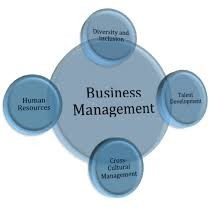 Diversity and
Inclusion
Human
Resources
Business
Management
Talent
Development
Cross-
Cultural
Management